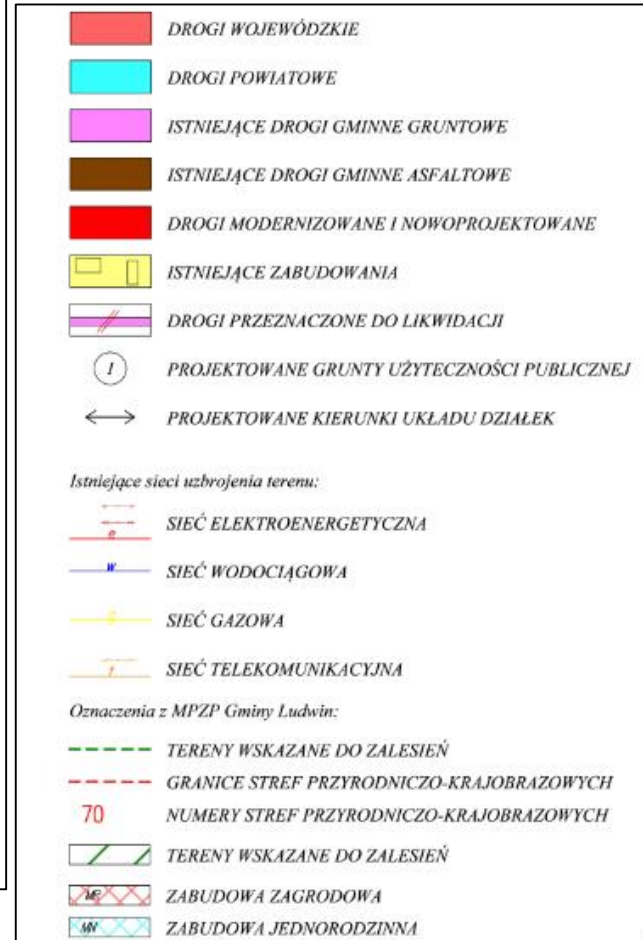 DROGI WOJEWÓDZKIE
DROGI POWIATOWE
ISTNIEJĄCE DROGI GMINNE GRUNTOWE
ISTNIEJĄCE DROGI GMINNE ASFALTOWE
DROGI MODERNIZOWANE I NOWOPROJEKTOWANE
ISTNIEJĄCE ZABUDOWANIA
DROGI PRZEZNACZONE DO LIKWIDACJI
1 PROJEKTOWANE GRUNTY UŻYTECZNOŚCI PUBLICZNEJ
PROJEKTOWANE KIERUNKI UKŁADU DZIAŁEK
Istniejące sieci uzbrojenia terenu:
e SIEĆ ELEKTROENERGETYCZNA
w SIEĆ WODOCIĄGOWA
SIEĆ GAZOWA
t SIEĆ TELEKOMUNIKACYJNA
Oznaczenia z MPZP Gminy Ludwin:
TERENY WSKAZANE DO ZALESIEŃ
GRANICE STREF PRZYRODNICZO-KRAJOBRAZOWYCH
70 NUMERY STREF PRZYRODNICZO-KRAJOBRAZOWYCH
TERENY WSKAZANE DO ZALESIEŃ
ZABUDOWA ZAGRODOWA
MN ZABUDOWA JEDNORODZINNA